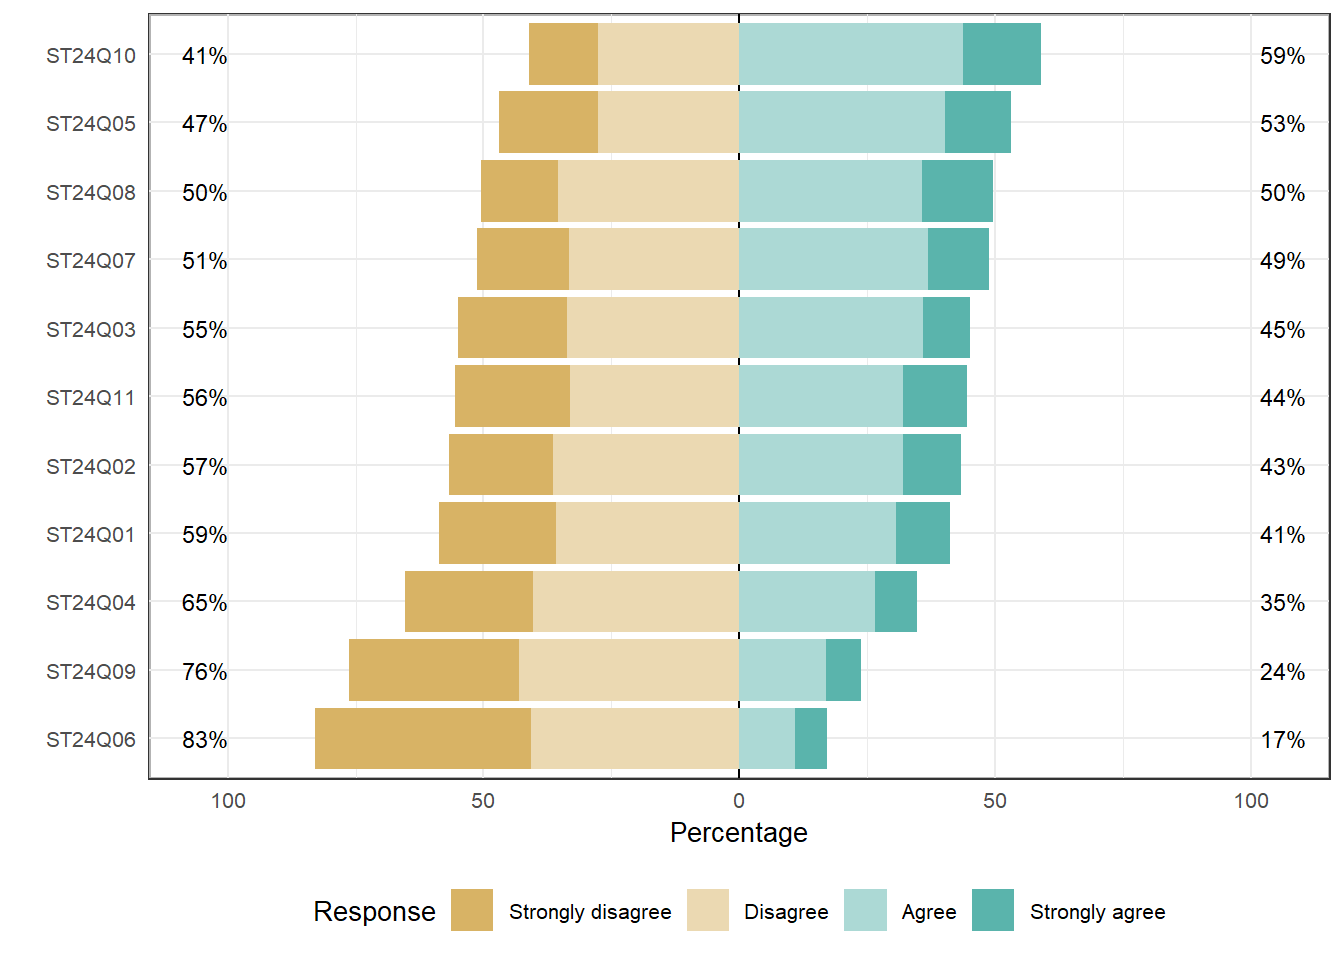 ST24Q10 41% 59%
ST24Q05 47% 53%
ST24Q08 50% 50%
ST24Q07 51% 49%
ST24Q03 55% 45%
ST24Q11 56% 44%
ST24Q02 57% 43%
ST24Q01 59% 41%
ST24Q04 65% 35%
ST24Q09 76% 24%
ST24Q06 83% 17%
100 50 0 50 100
Percentage
Response Strongly disagree Disagree Agree Strongly agree